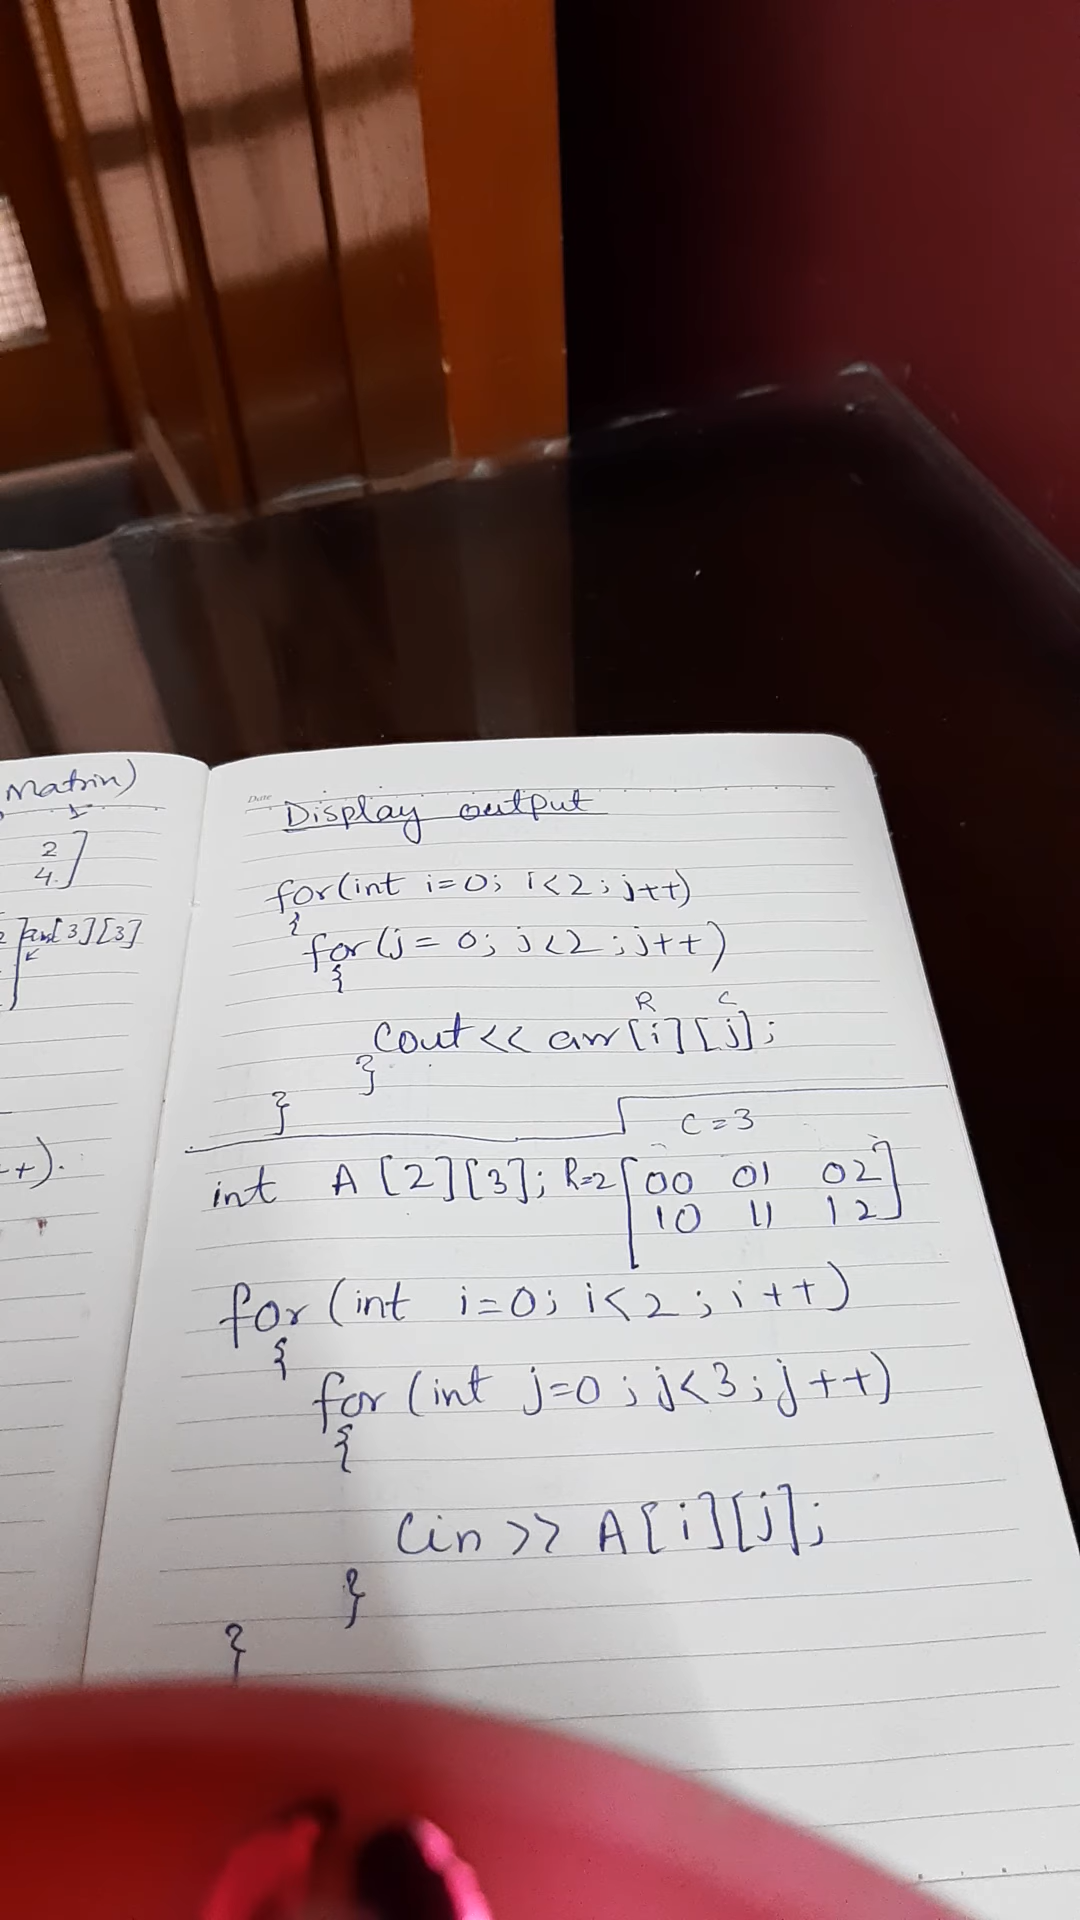 Matrin)
2
4.
arr[3][3]
++).
Date
Display output
for(int i=0; i<2; j++)
{
for(j = 0; j<2; j++)
{
R C
Cout<< arr[i][j];
}
}
C=3
int A[2][3]; R=2 [00 01 02
10 11 12]
for (int i=0; i<2; i++)
{
for (int j=0; j<3; j++)
{
Cin >> A[i][j];
}
}